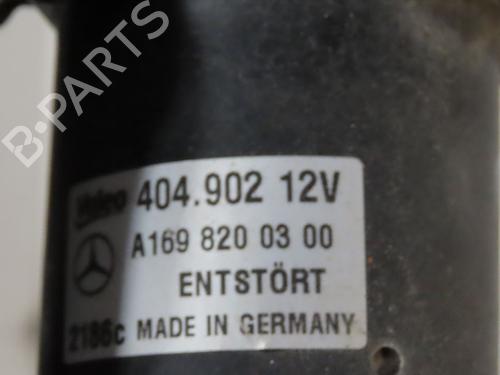 B-PARTS
Valeo 404.902 12V
A169 820 03 00
ENTSTÖRT
2186c MADE IN GERMANY